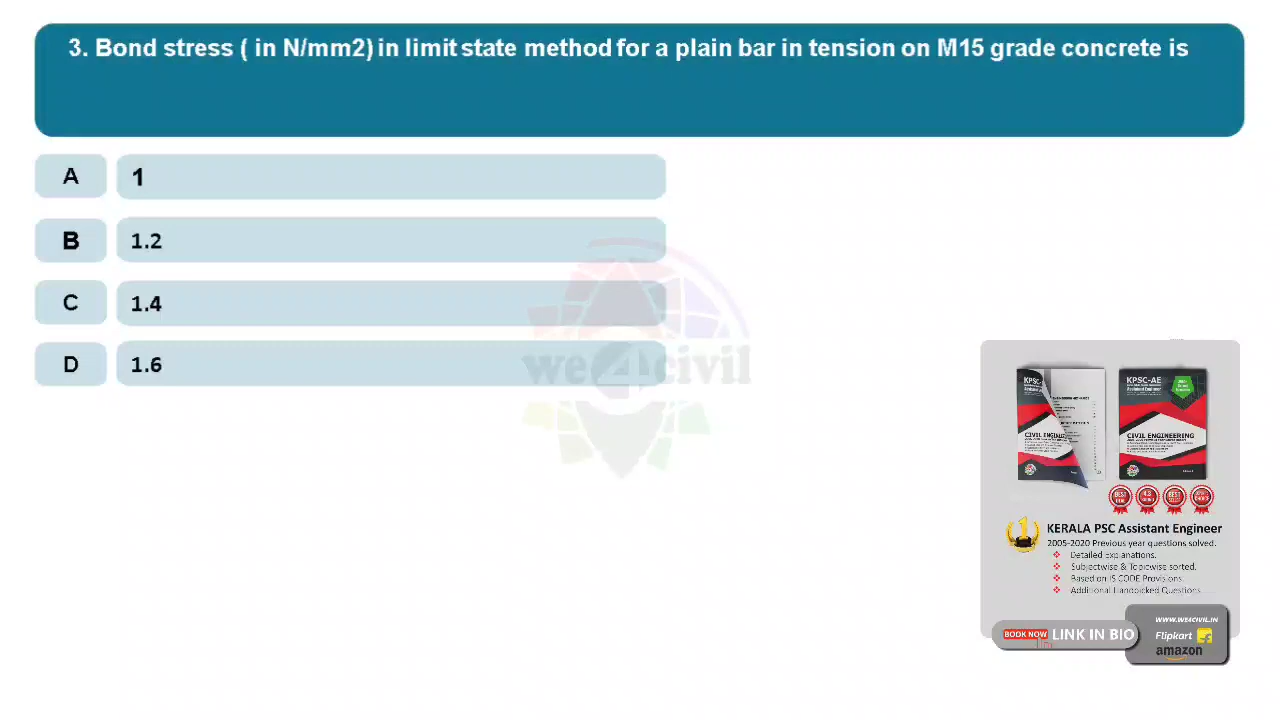 3. Bond stress ( in N/mm2) in limit state method for a plain bar in tension on M15 grade concrete is
A 1
B 1.2
C 1.4
D 1.6
we4civil
KPSC-AE
Assistant Engineer
CIVIL ENGINEERING
KERALA PSC Assistant Engineer
2005-2020 Previous year questions solved.
❖ Detailed Explanations.
❖ Subjectwise & Topicwise sorted.
❖ Based on IS CODE Provisions.
❖ Additional Handpicked Questions
BOOK NOW LINK IN BIO
WWW.WE4CIVIL.IN
Flipkart
amazon